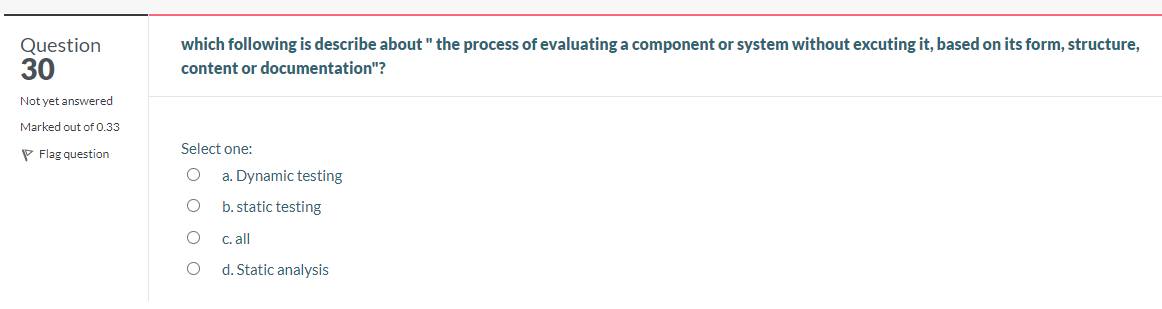 Question
30
Not yet answered
Marked out of 0.33
Flag question
which following is describe about " the process of evaluating a component or system without excuting it, based on its form, structure,
content or documentation"?
Select one:
a. Dynamic testing
b. static testing
c. all
d. Static analysis